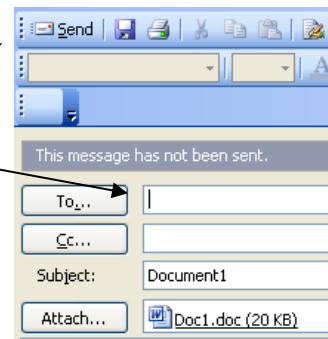 Send
A
This message has not been sent.
To...
Cc...
Subject: Document1
Attach... Doc1.doc (20 KB)